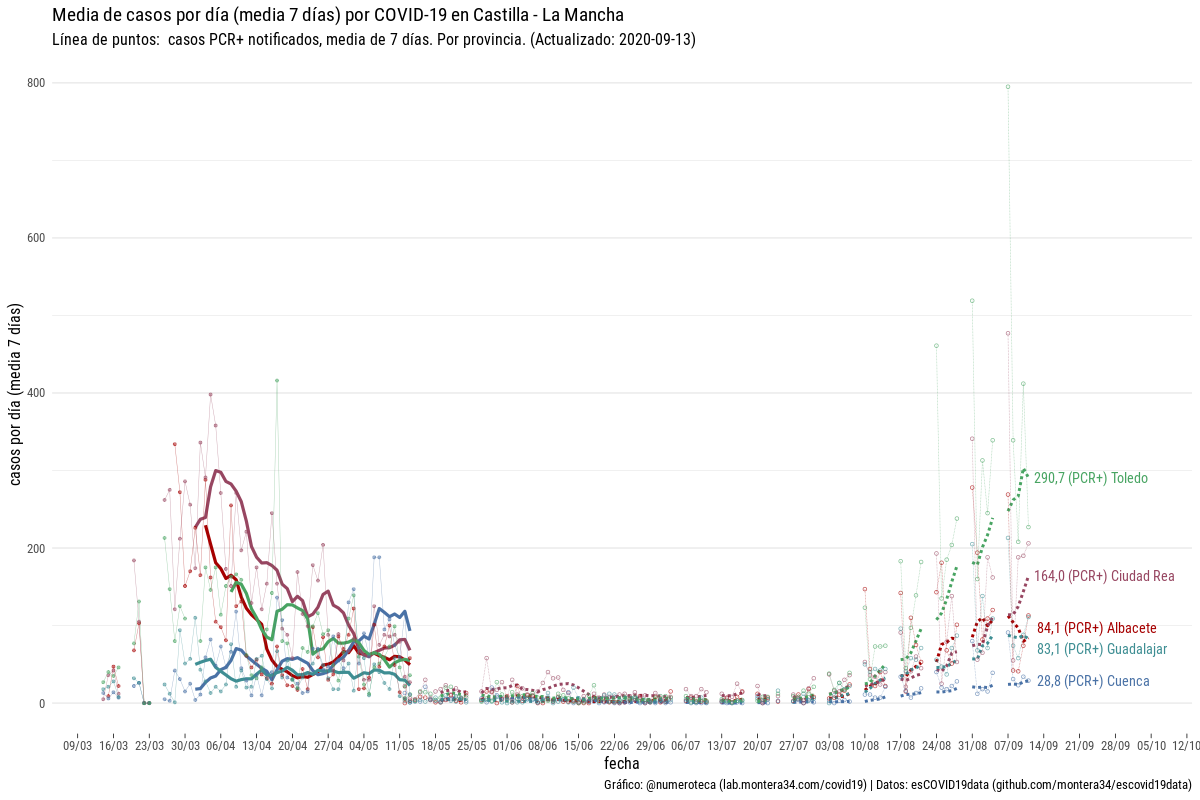 Media de casos por día (media 7 días) por COVID-19 en Castilla - La Mancha
Línea de puntos:  casos PCR+ notificados, media de 7 días. Por provincia. (Actualizado: 2020-09-13)
casos por día (media 7 días)
800
600
400
200
0
290,7 (PCR+) Toledo
164,0 (PCR+) Ciudad Rea
84,1 (PCR+) Albacete
83,1 (PCR+) Guadalajar
28,8 (PCR+) Cuenca
09/03 16/03 23/03 30/03 06/04 13/04 20/04 27/04 04/05 11/05 18/05 25/05 01/06 08/06 15/06 22/06 29/06 06/07 13/07 20/07 27/07 03/08 10/08 17/08 24/08 31/08 07/09 14/09 21/09 28/09 05/10 12/10
fecha
Gráfico: @numeroteca (lab.montera34.com/covid19) | Datos: esCOVID19data (github.com/montera34/escovid19data)